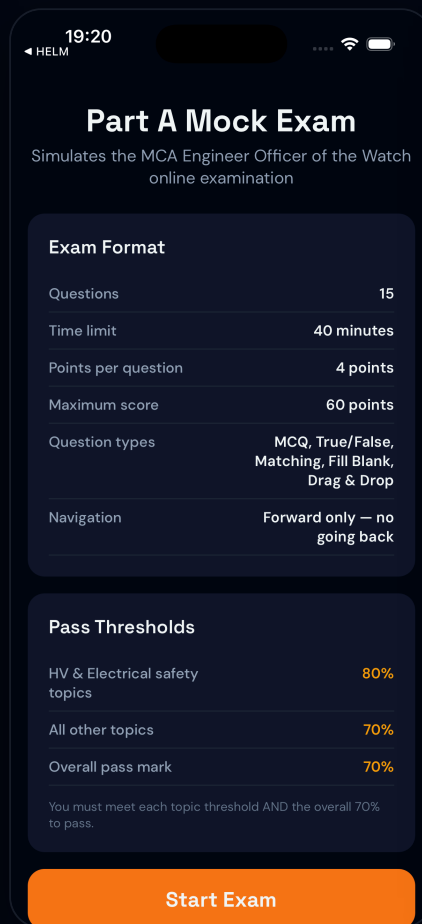 19:20
◀ HELM
Part A Mock Exam
Simulates the MCA Engineer Officer of the Watch
online examination
Exam Format
Questions 15
Time limit 40 minutes
Points per question 4 points
Maximum score 60 points
Question types MCQ, True/False,
Matching, Fill Blank,
Drag & Drop
Navigation Forward only — no
going back
Pass Thresholds
HV & Electrical safety 80%
topics
All other topics 70%
Overall pass mark 70%
You must meet each topic threshold AND the overall 70%
to pass.
Start Exam